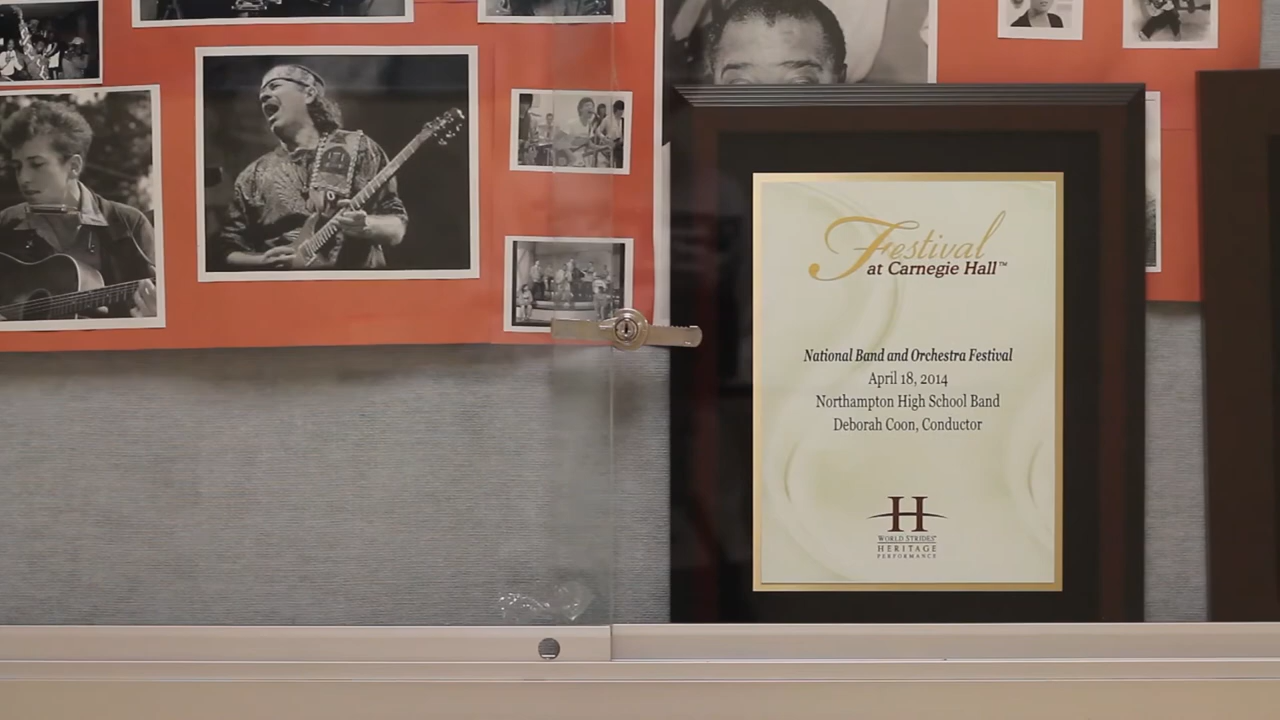 Festival
at Carnegie Hall™
National Band and Orchestra Festival
April 18, 2014
Northampton High School Band
Deborah Coon, Conductor
H
WORLD STRIDES®
HERITAGE
PERFORMANCE